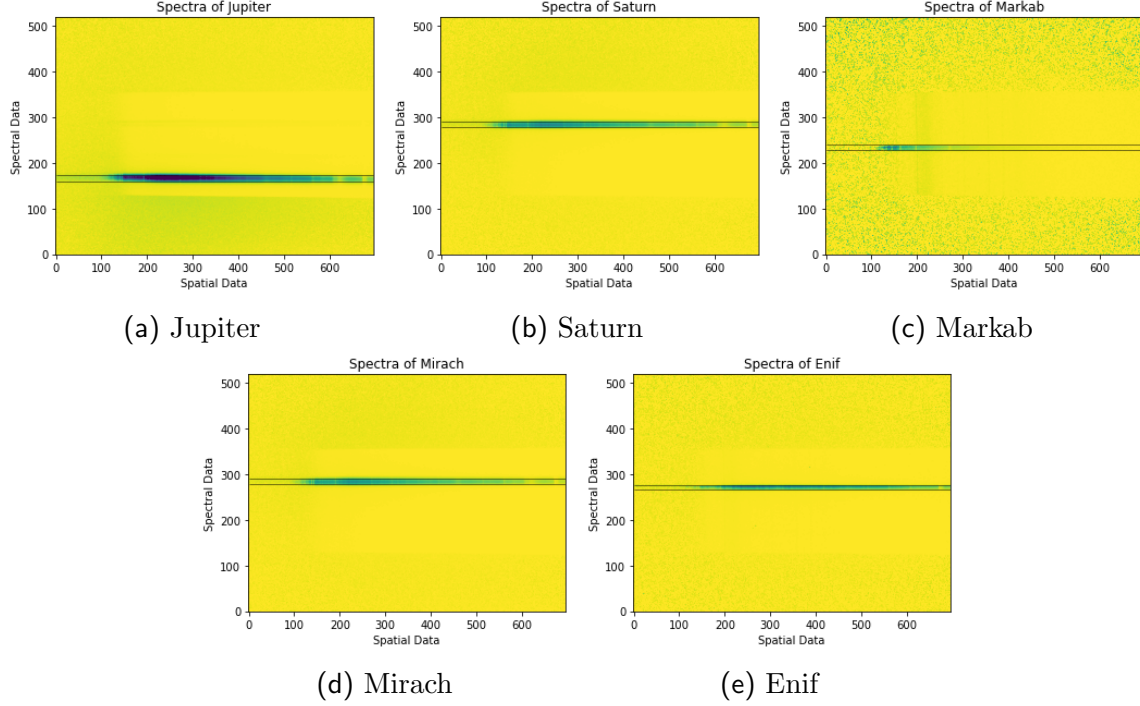 Spectra of Jupiter
Spectral Data
500
400
300
200
100
0
0 100 200 300 400 500 600
Spatial Data
(a) Jupiter
Spectra of Saturn
Spectral Data
500
400
300
200
100
0
0 100 200 300 400 500 600
Spatial Data
(b) Saturn
Spectra of Markab
Spectral Data
500
400
300
200
100
0
0 100 200 300 400 500 600
Spatial Data
(c) Markab
Spectra of Mirach
Spectral Data
500
400
300
200
100
0
0 100 200 300 400 500 600
Spatial Data
(d) Mirach
Spectra of Enif
Spectral Data
500
400
300
200
100
0
0 100 200 300 400 500 600
Spatial Data
(e) Enif